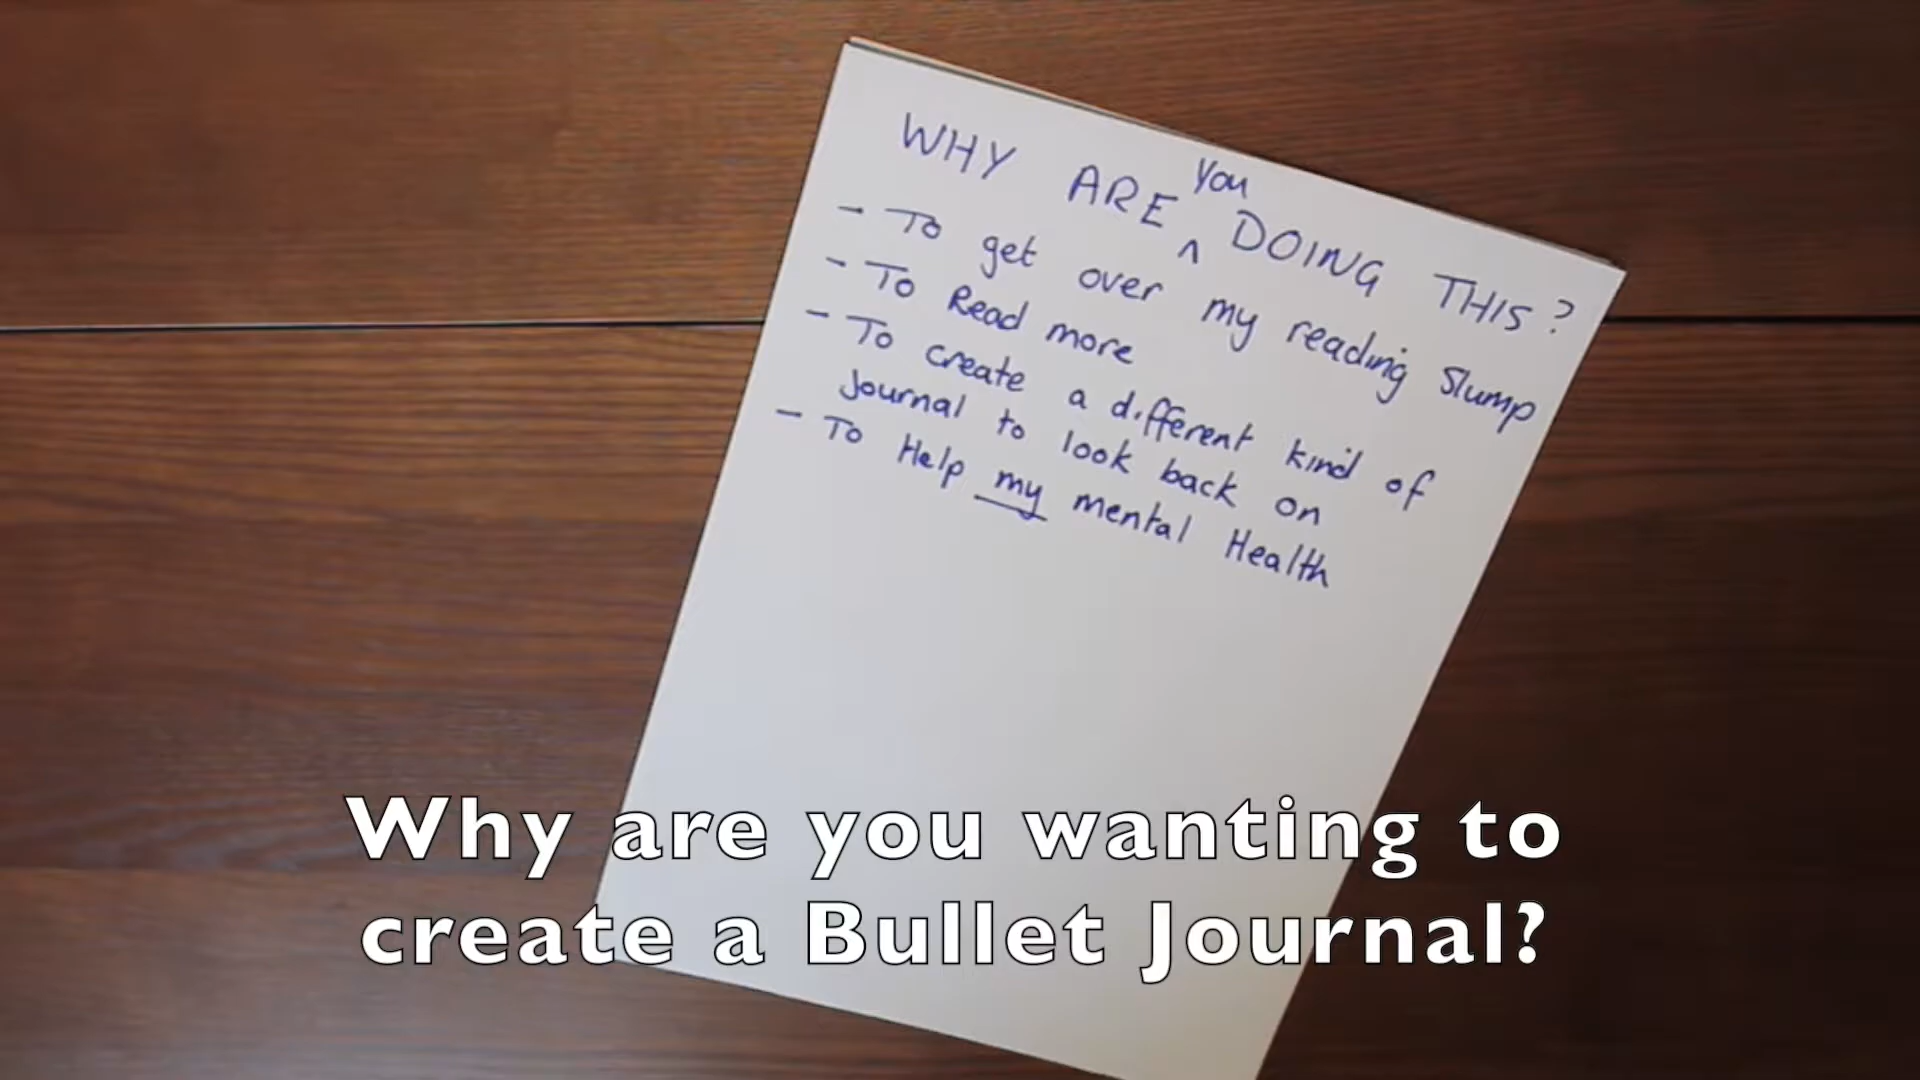 WHY ARE you DOING THIS?
- To get over my reading Slump
- To Read more
- To create a different kind of
Journal to look back on
- To Help my mental Health
Why are you wanting to
create a Bullet Journal?